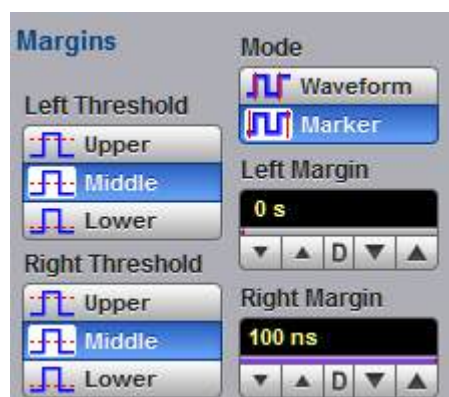 Margins
Left Threshold
Upper
Middle
Lower
Right Threshold
Upper
Middle
Lower
Mode
Waveform
Marker
Left Margin
0 s
D
Right Margin
100 ns
D